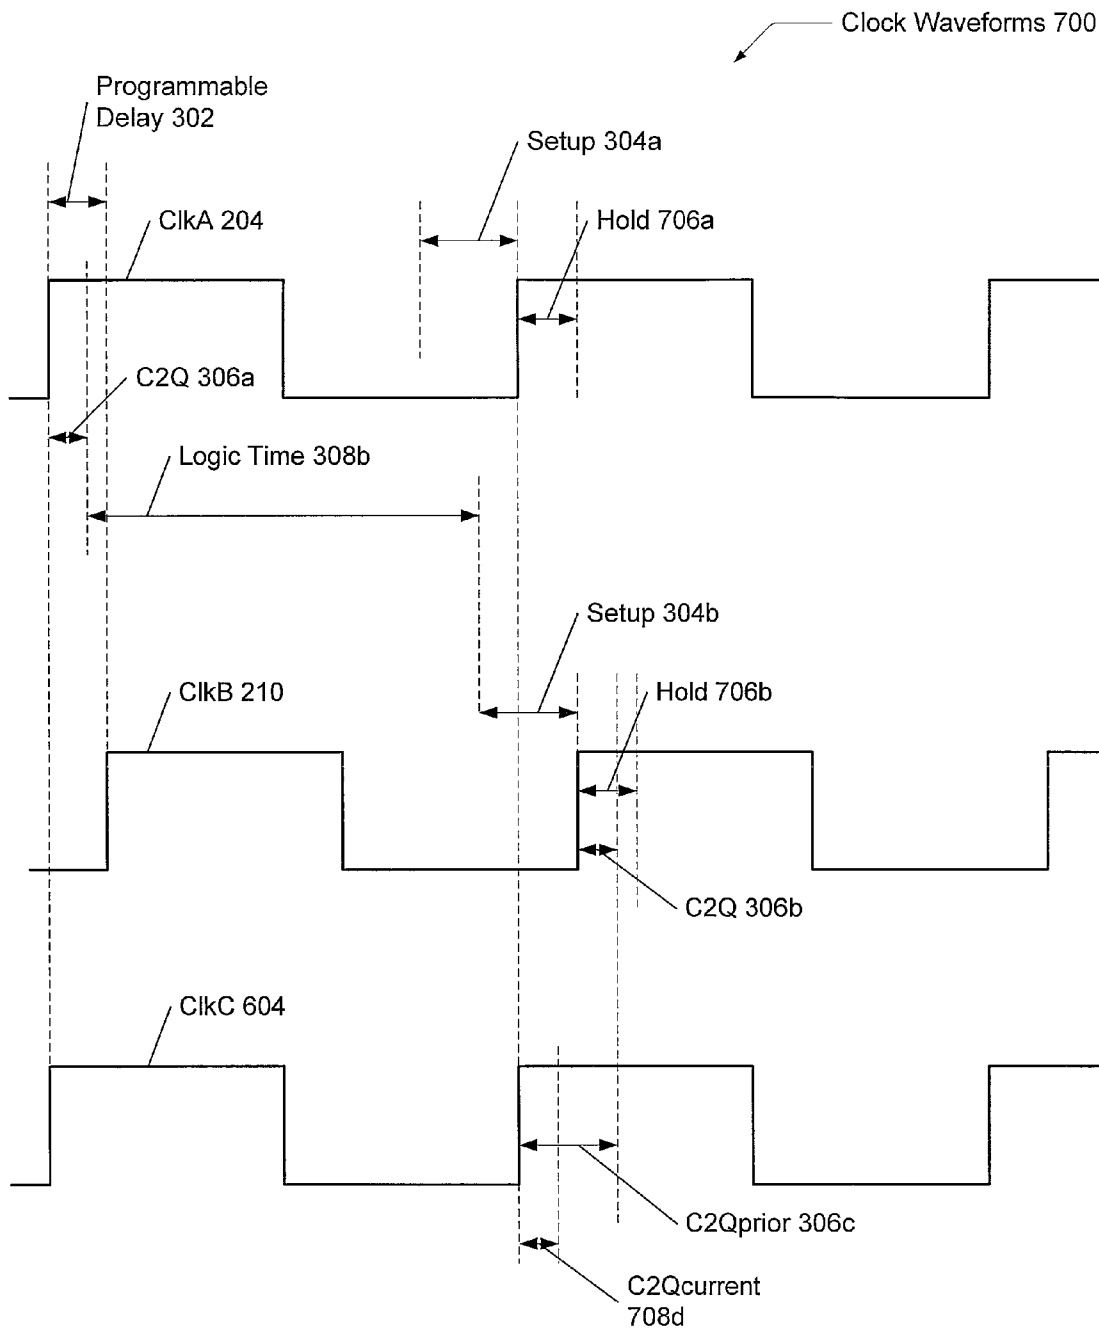 Clock Waveforms 700
Programmable
Delay 302
Setup 304a
ClkA 204
Hold 706a
C2Q 306a
Logic Time 308b
Setup 304b
ClkB 210
Hold 706b
C2Q 306b
ClkC 604
C2Qprior 306c
C2Qcurrent
708d